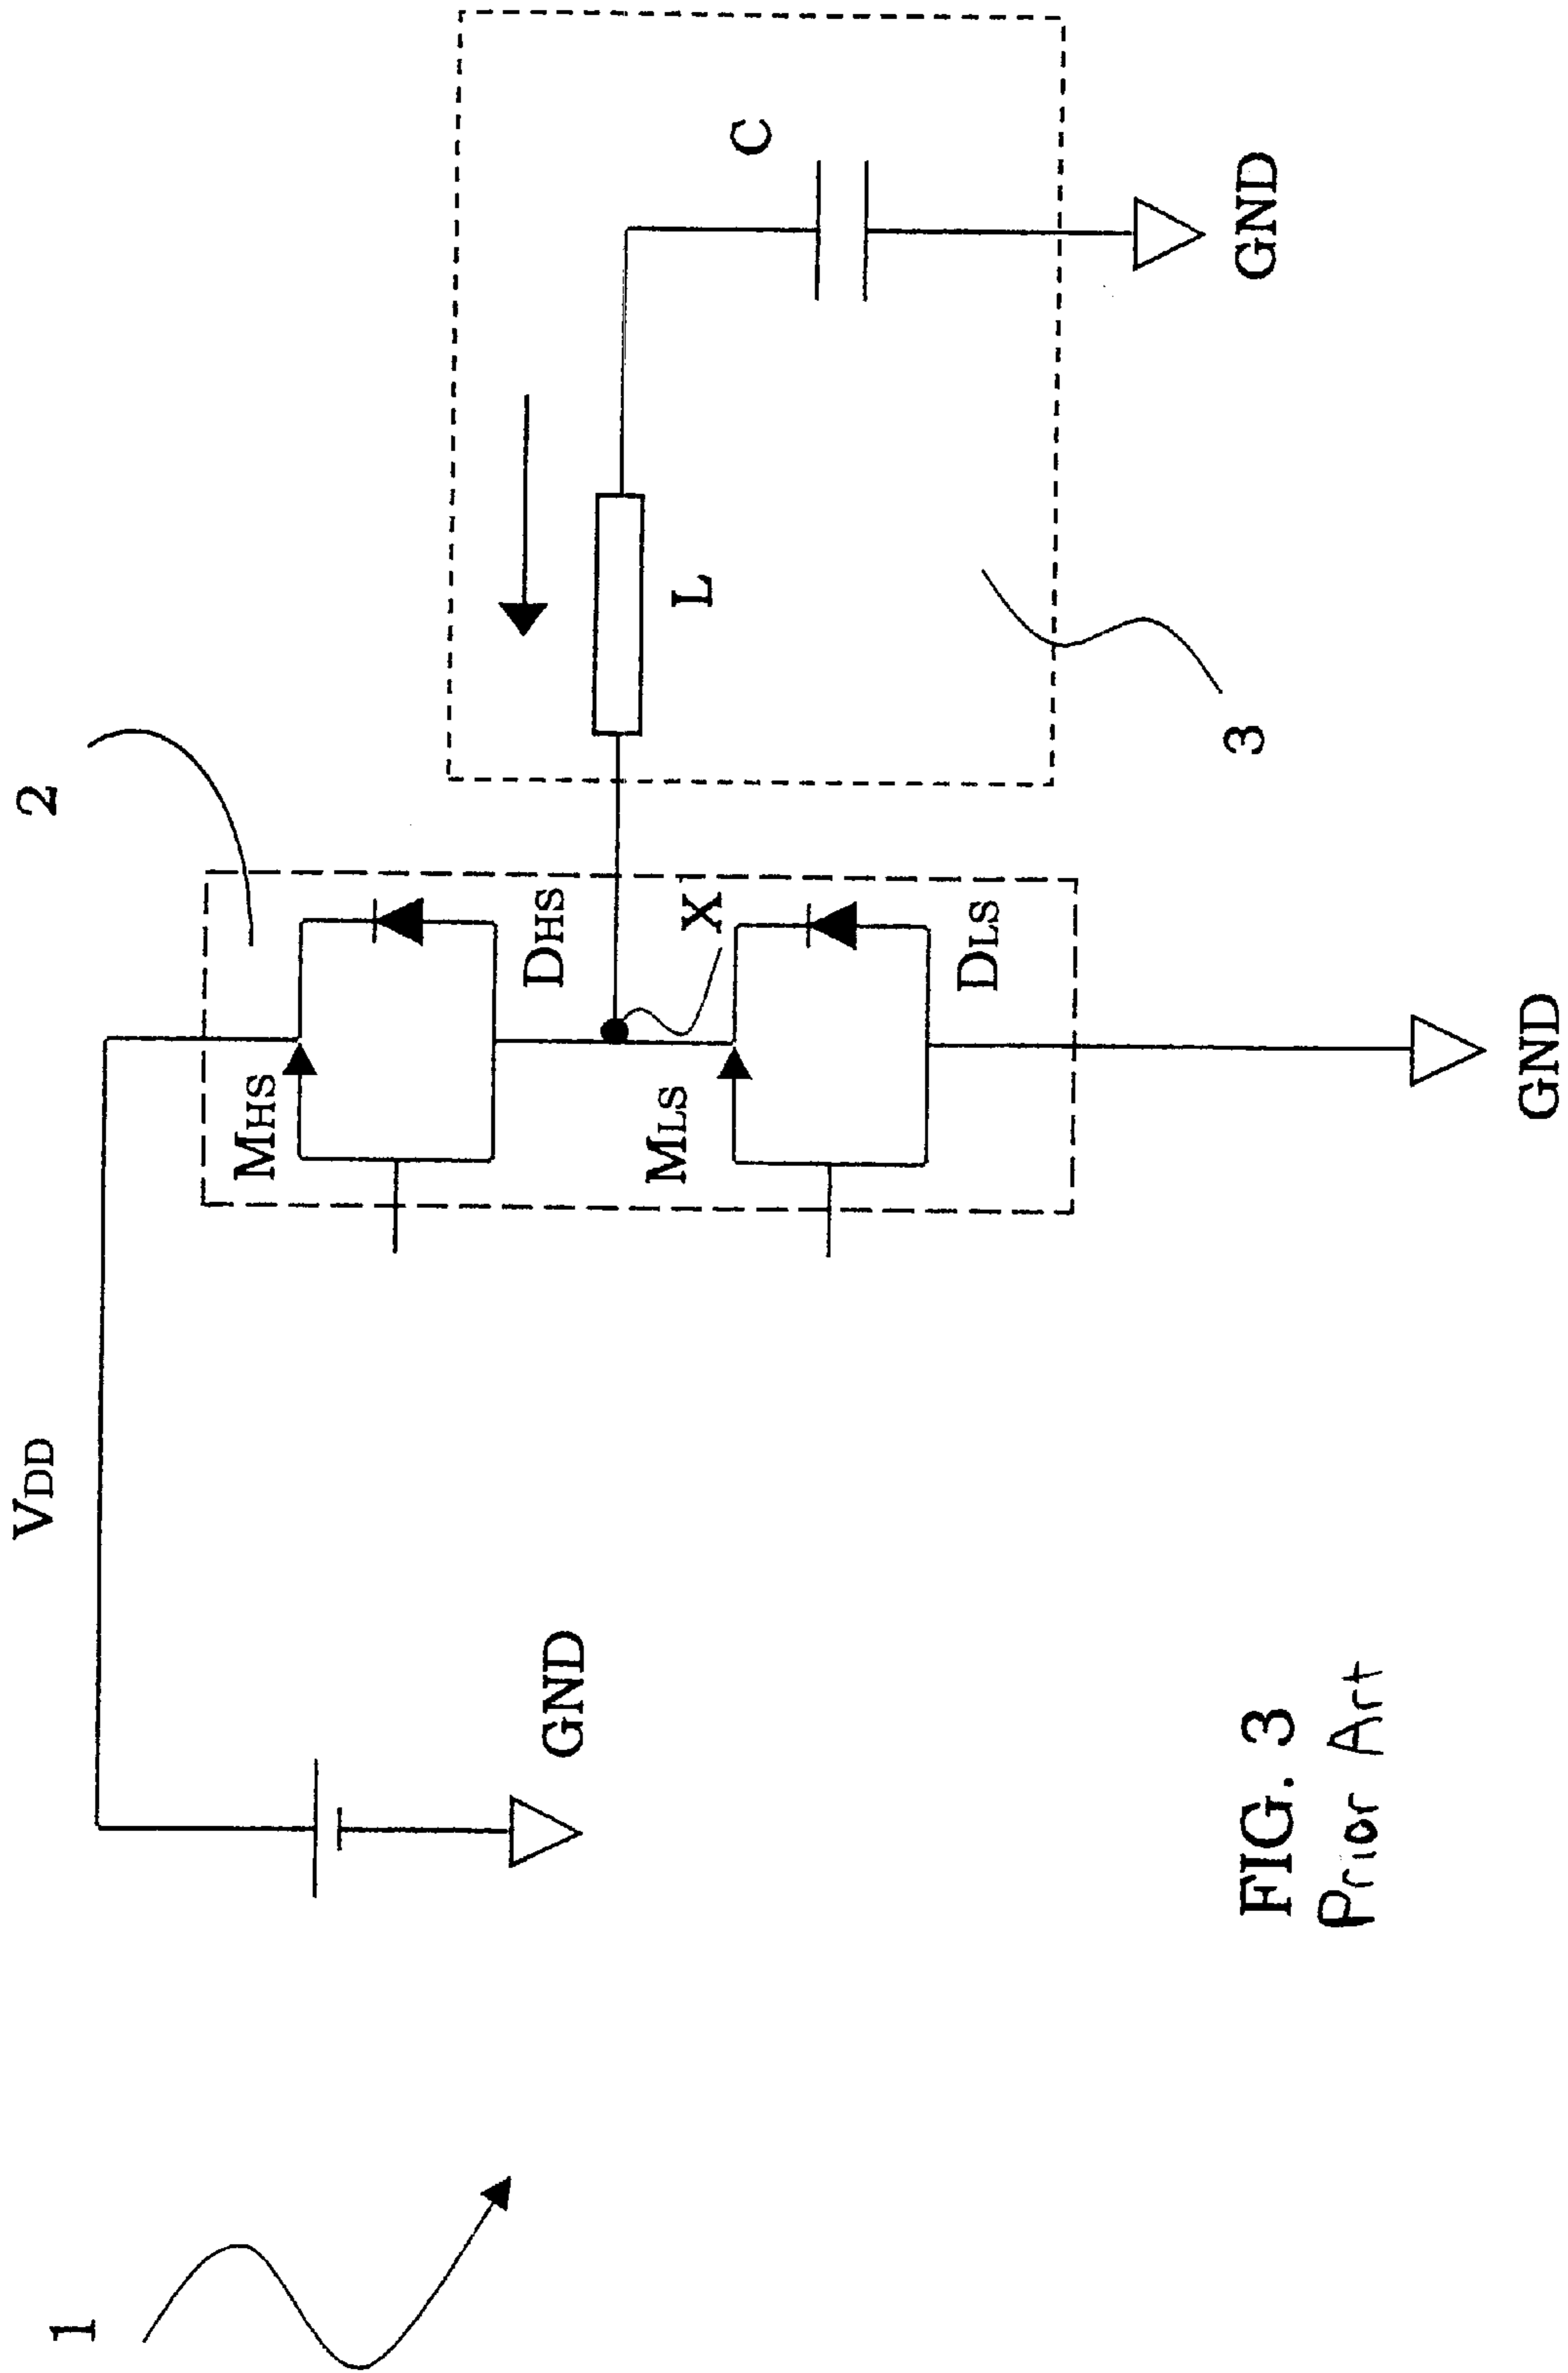 1
VDD
2
MHS
DHS
GND
X
MLS
DLS
L
C
3
GND
GND
FIG. 3
Prior Art